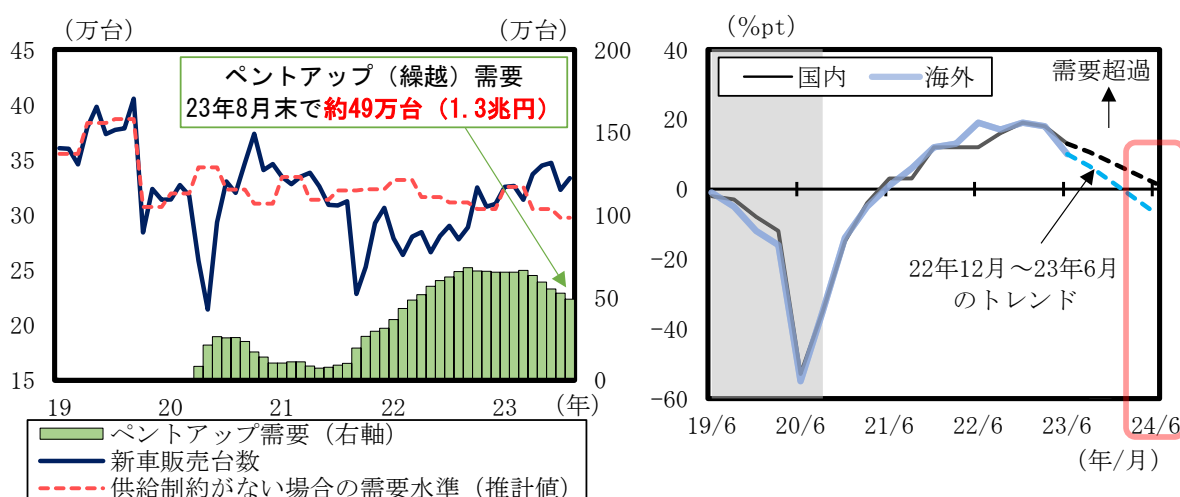 （万台）
（万台）
45
40
35
30
25
20
15
200
150
100
50
0
ペントアップ（繰越）需要
23年8月末で約49万台（1.3兆円）
19
20
21
22
23
（年）
ペントアップ需要（右軸）
新車販売台数
供給制約がない場合の需要水準（推計値）
（%pt）
40
20
0
-20
-40
-60
国内
海外
需要超過
22年12月～23年6月
のトレンド
19/6
20/6
21/6
22/6
23/6
24/6
（年/月）